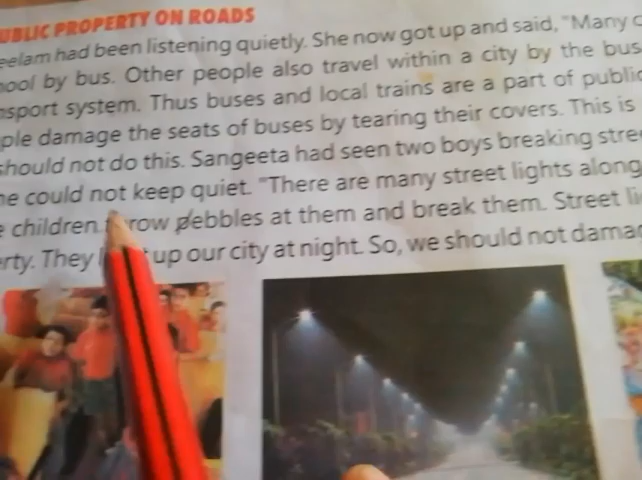 UBLIC PROPERTY ON ROADS
eelam had been listening quietly. She now got up and said, "Many c
ool by bus. Other people also travel within a city by the bus
nsport system. Thus buses and local trains are a part of public
ple damage the seats of buses by tearing their covers. This is
should not do this. Sangeeta had seen two boys breaking stree
he could not keep quiet. "There are many street lights along
e children row pebbles at them and break them. Street li
erty. They up our city at night. So, we should not damag